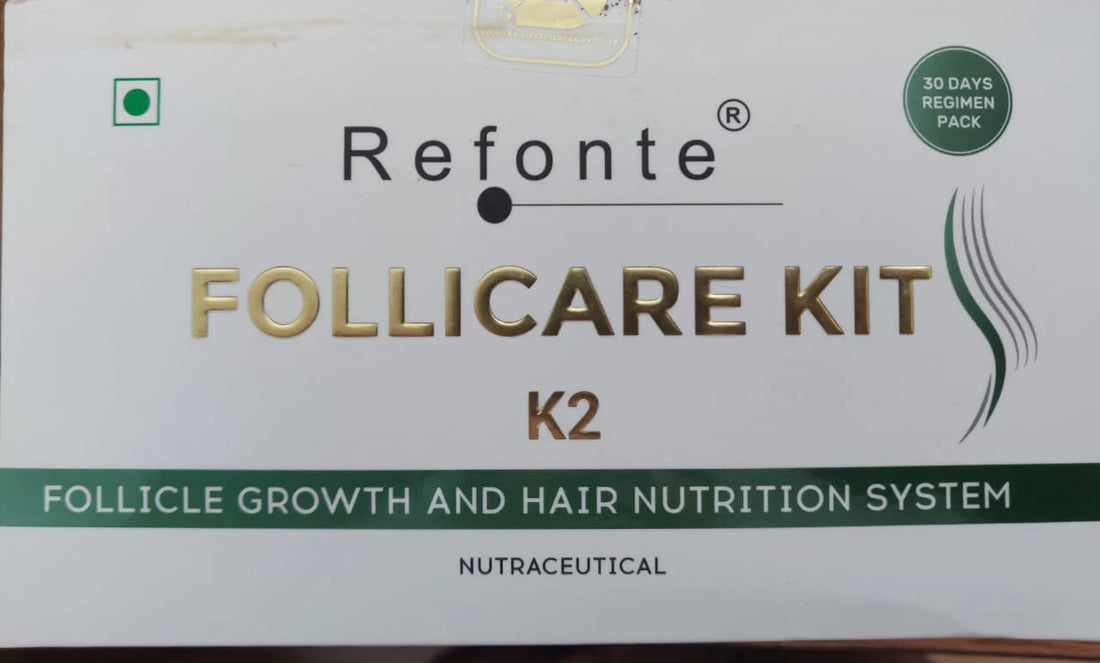 30 DAYS
REGIMEN
PACK
Refonte®
FOLLICARE KIT
K2
FOLLICLE GROWTH AND HAIR NUTRITION SYSTEM
NUTRACEUTICAL